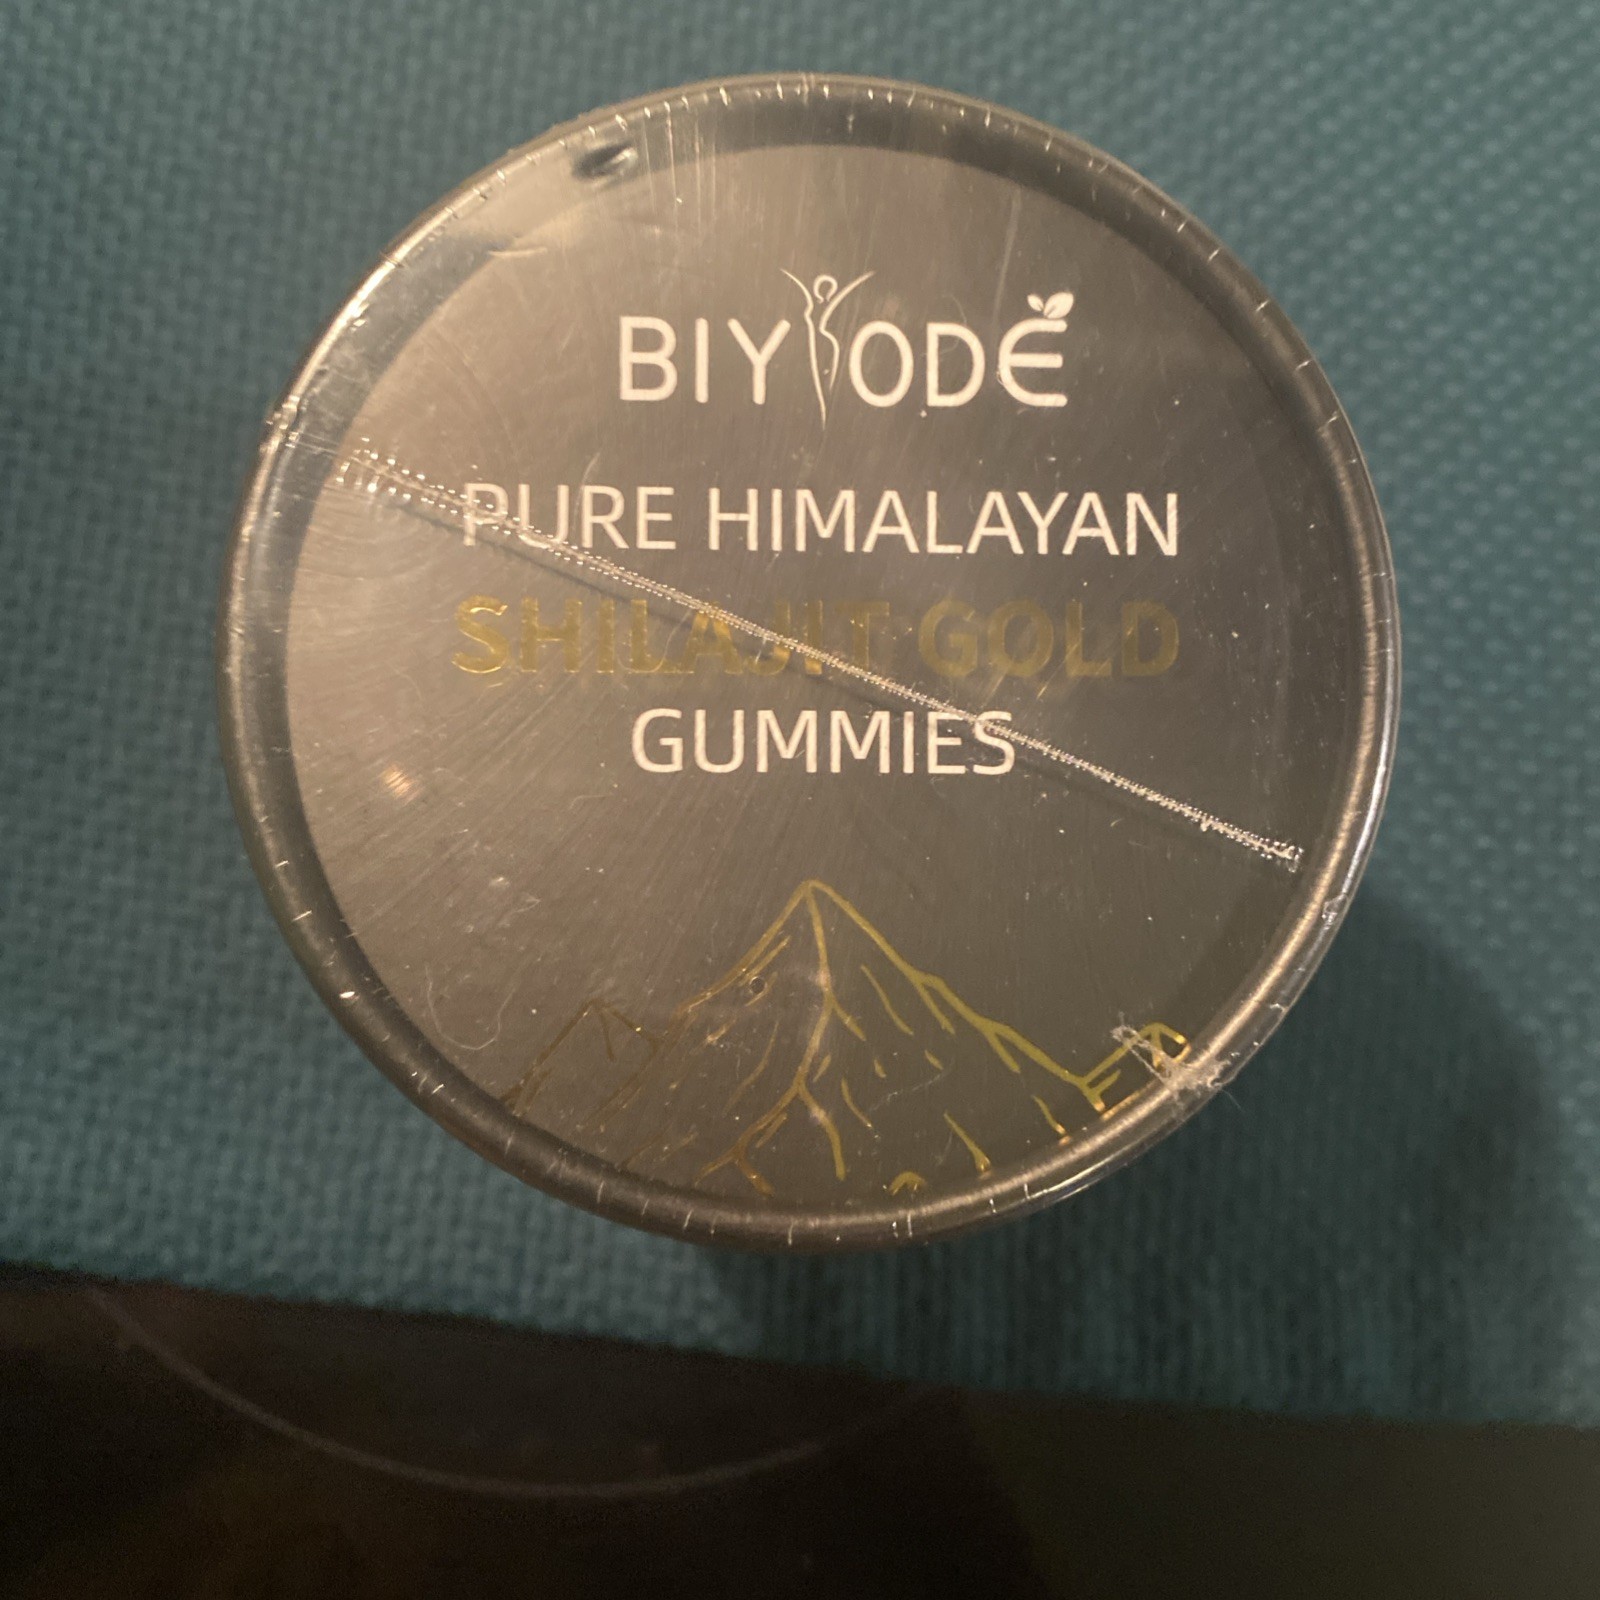 BIYODE
PURE HIMALAYAN
SHILAJIT GOLD
GUMMIES